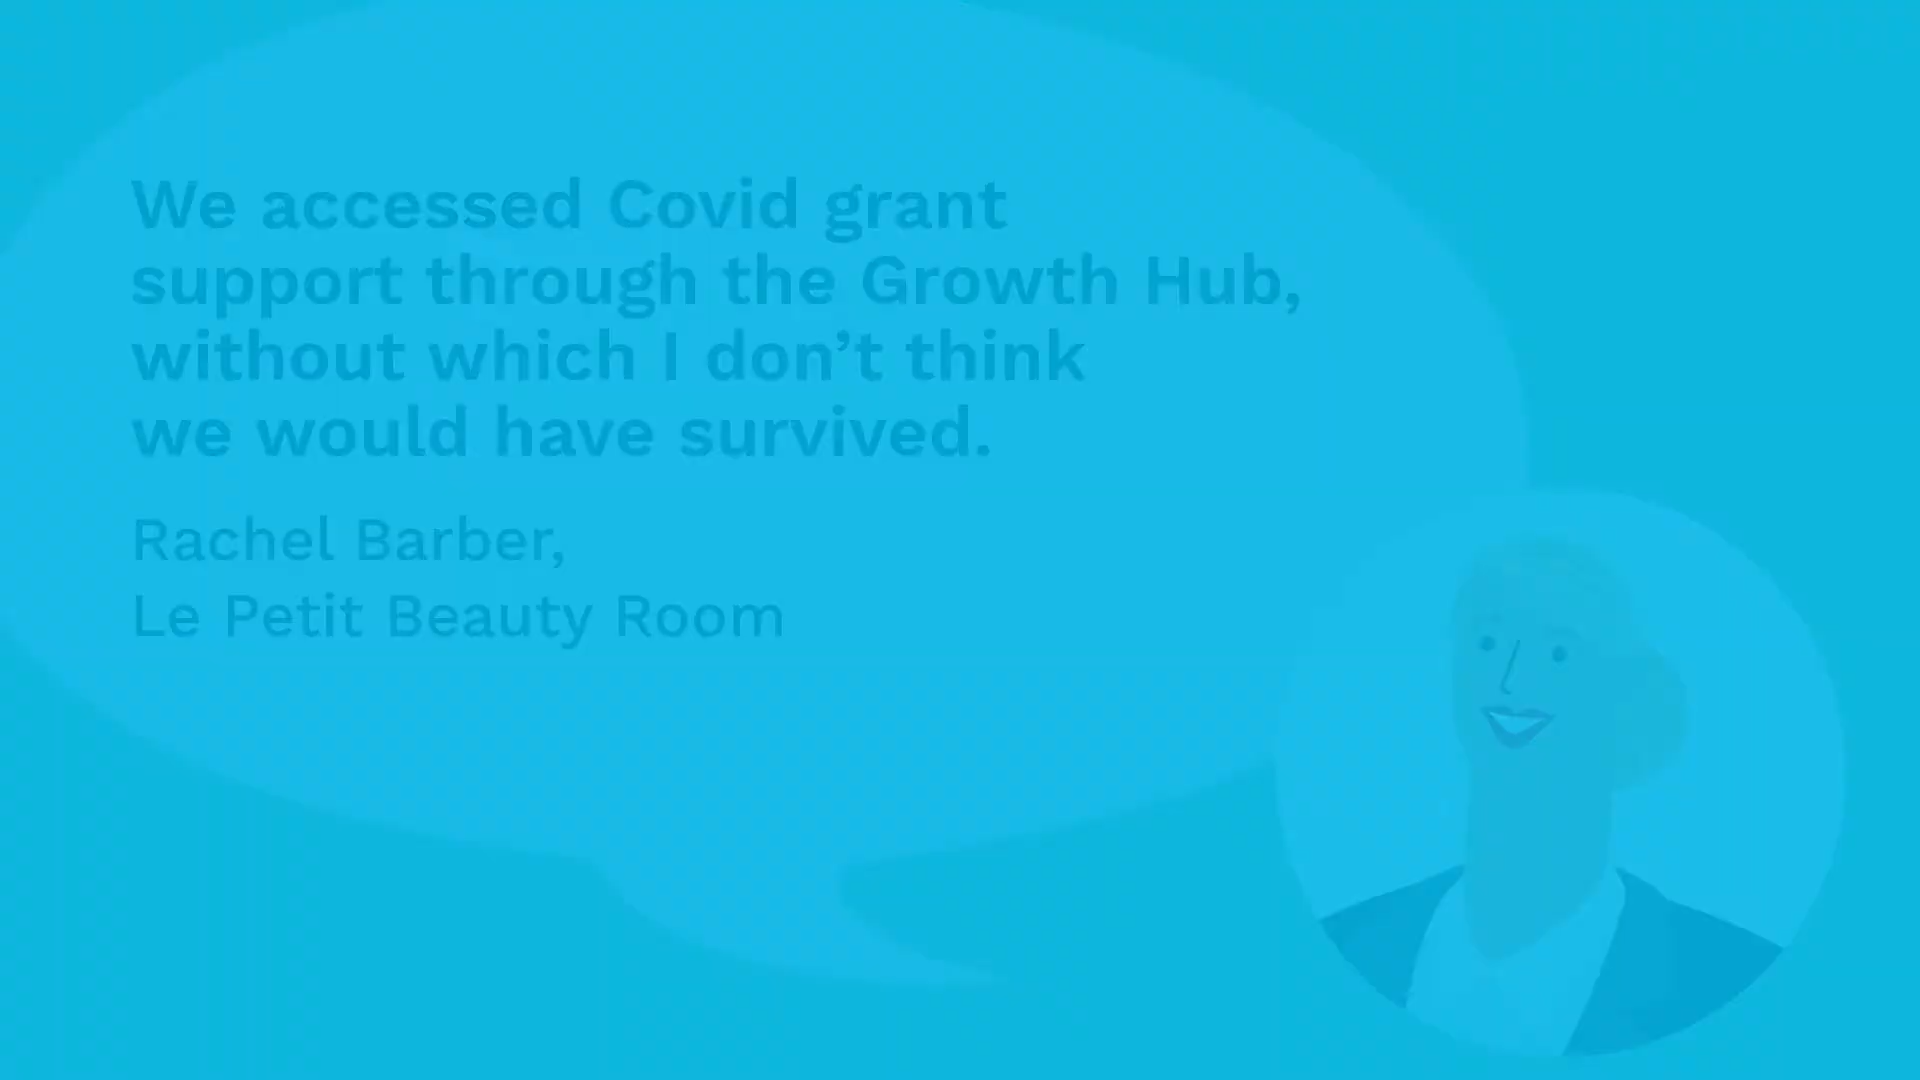 We accessed Covid grant
support through the Growth Hub,
without which I don’t think
we would have survived.
Rachel Barber,
Le Petit Beauty Room